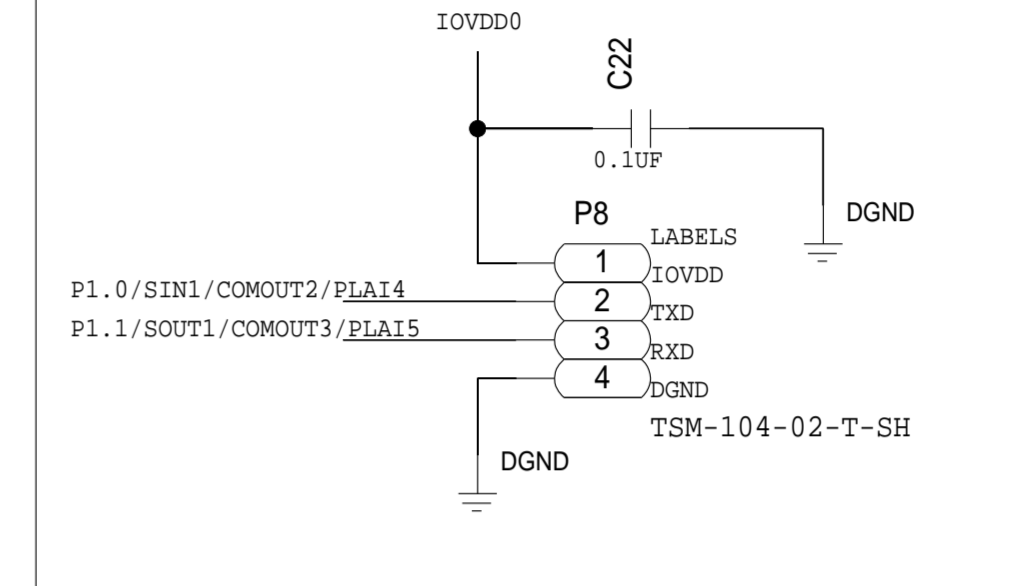 IOVDD0
C22
0.1UF
DGND
P8
LABELS
1
IOVDD
P1.0/SIN1/COMOUT2/PLAI4
2
TXD
P1.1/SOUT1/COMOUT3/PLAI5
3
RXD
4
DGND
TSM-104-02-T-SH
DGND